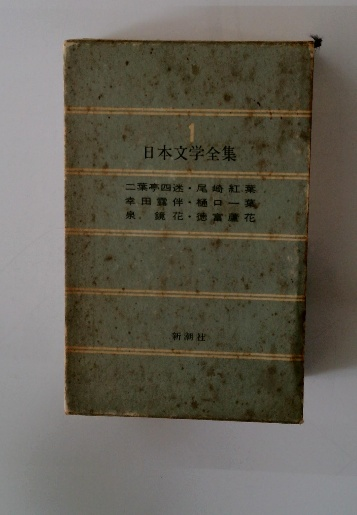 1
日本文学全集
二葉亭四迷・尾崎紅葉
幸田露伴・樋口一葉
泉 鏡花・徳冨蘆花
新潮社